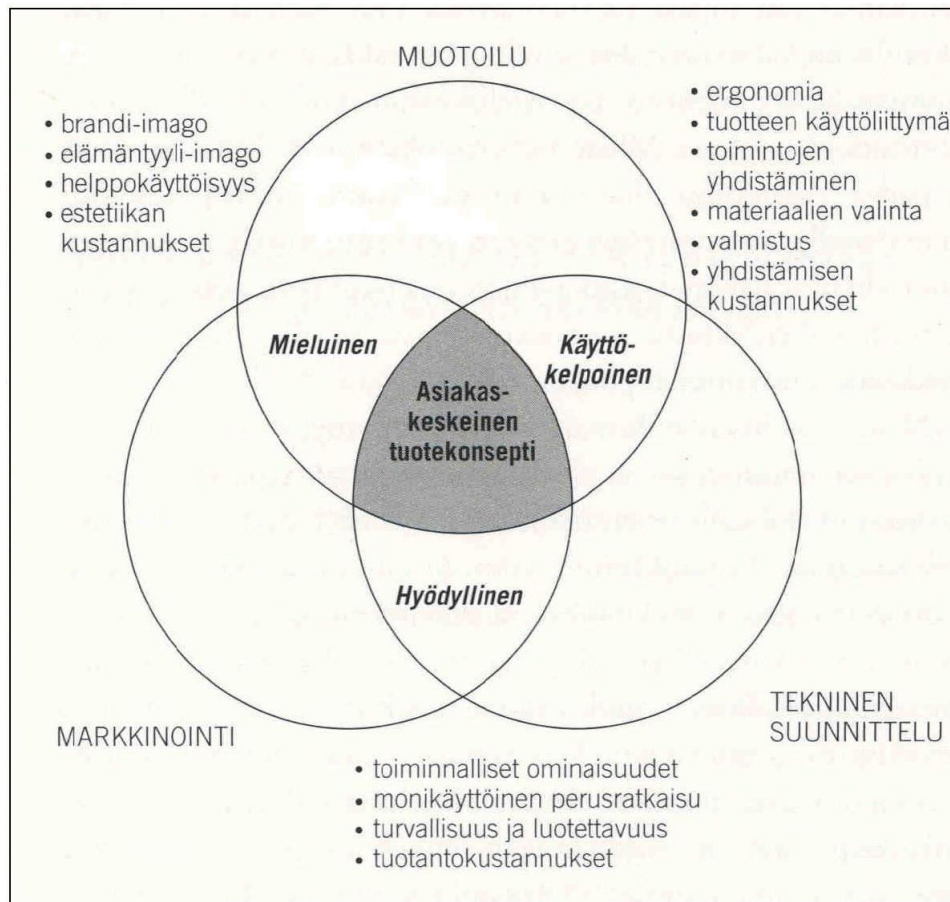 MUOTOILU
• brandi-imago
• elämäntyyli-imago
• helppokäyttöisyys
• estetiikan
kustannukset
• ergonomia
• tuotteen käyttöliittymä
• toimintojen
yhdistäminen
• materiaalien valinta
• valmistus
• yhdistämisen
kustannukset
Mieluinen
Käyttö-
kelpoinen
Asiakas-
keskeinen
tuotekonsepti
Hyödyllinen
MARKKINOINTI
TEKNINEN
SUUNNITTELU
• toiminnalliset ominaisuudet
• monikäyttöinen perusratkaisu
• turvallisuus ja luotettavuus
• tuotantokustannukset